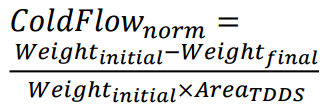 ColdFlow_norm =
Weight_initial−Weight_final
Weight_initial×Area_TDDS